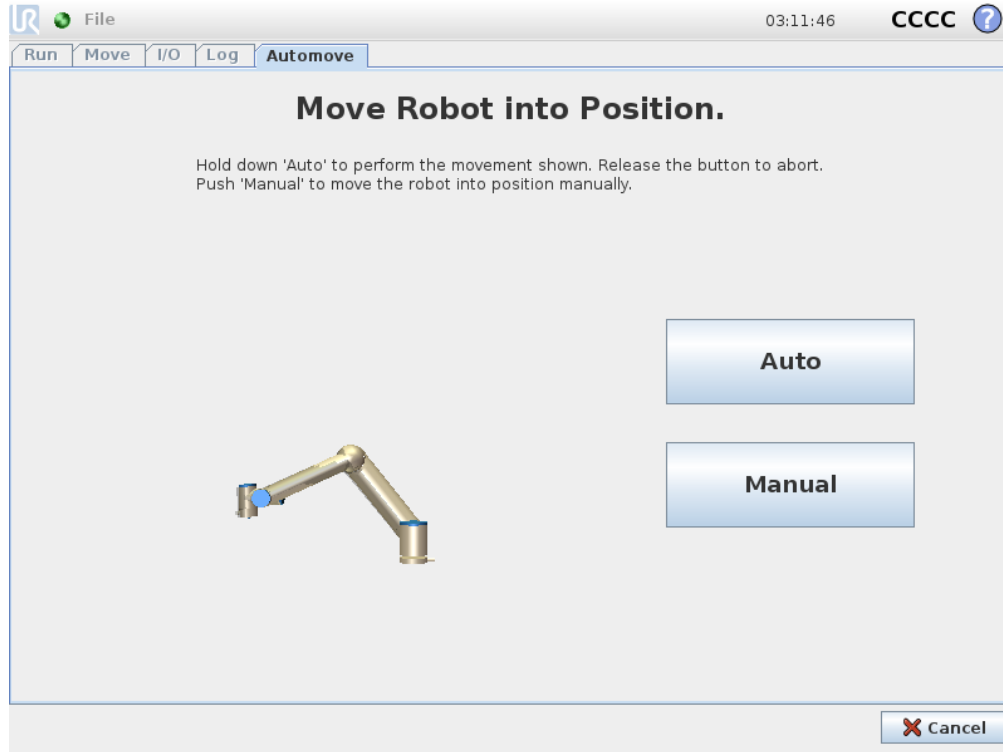 UR File 03:11:46 CCCC ?
Run Move I/O Log Automove
Move Robot into Position.
Hold down 'Auto' to perform the movement shown. Release the button to abort.
Push 'Manual' to move the robot into position manually.
Auto
Manual
Cancel